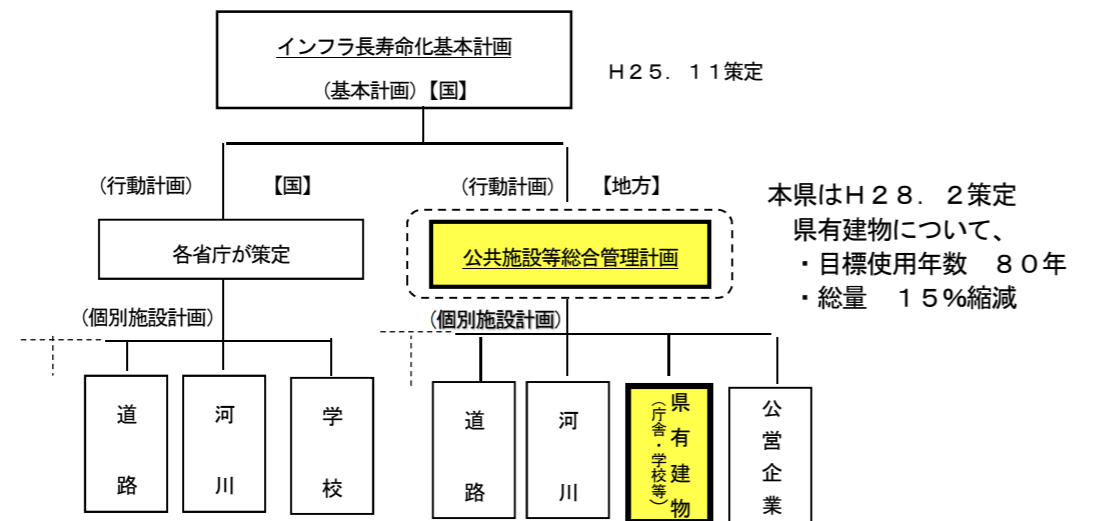 インフラ長寿命化基本計画
(基本計画)【国】
H25.11策定
(行動計画)
【国】
(行動計画)
【地方】
各省庁が策定
公共施設等総合管理計画
本県はH28.2策定
県有建物について、
・目標使用年数 80年
・総量 15%縮減
(個別施設計画)
(個別施設計画)
道路
河川
学校
道路
河川
県有建物
(庁舎・学校等)
公営企業